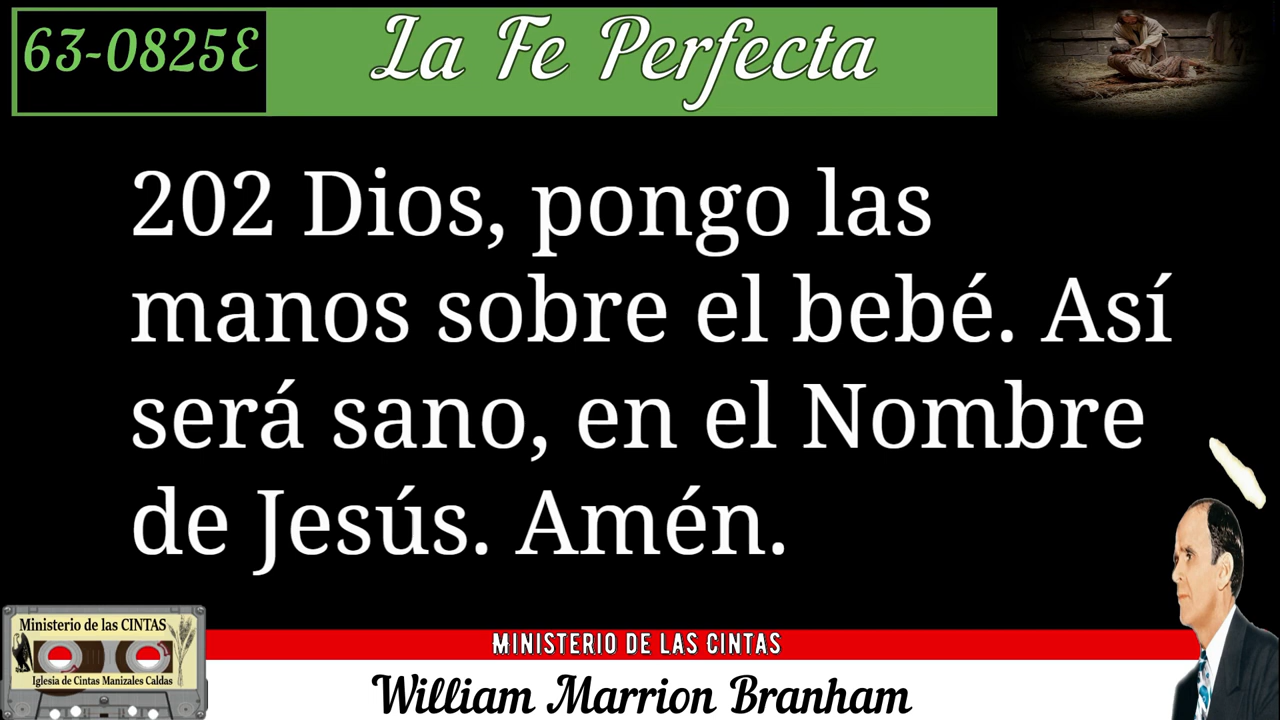 63-0825E
La Fe Perfecta
202 Dios, pongo las
manos sobre el bebé. Así
será sano, en el Nombre
de Jesús. Amén.
Ministerio de las CINTAS
Iglesia de Cintas Manizales Caldas
MINISTERIO DE LAS CINTAS
William Marrion Branham